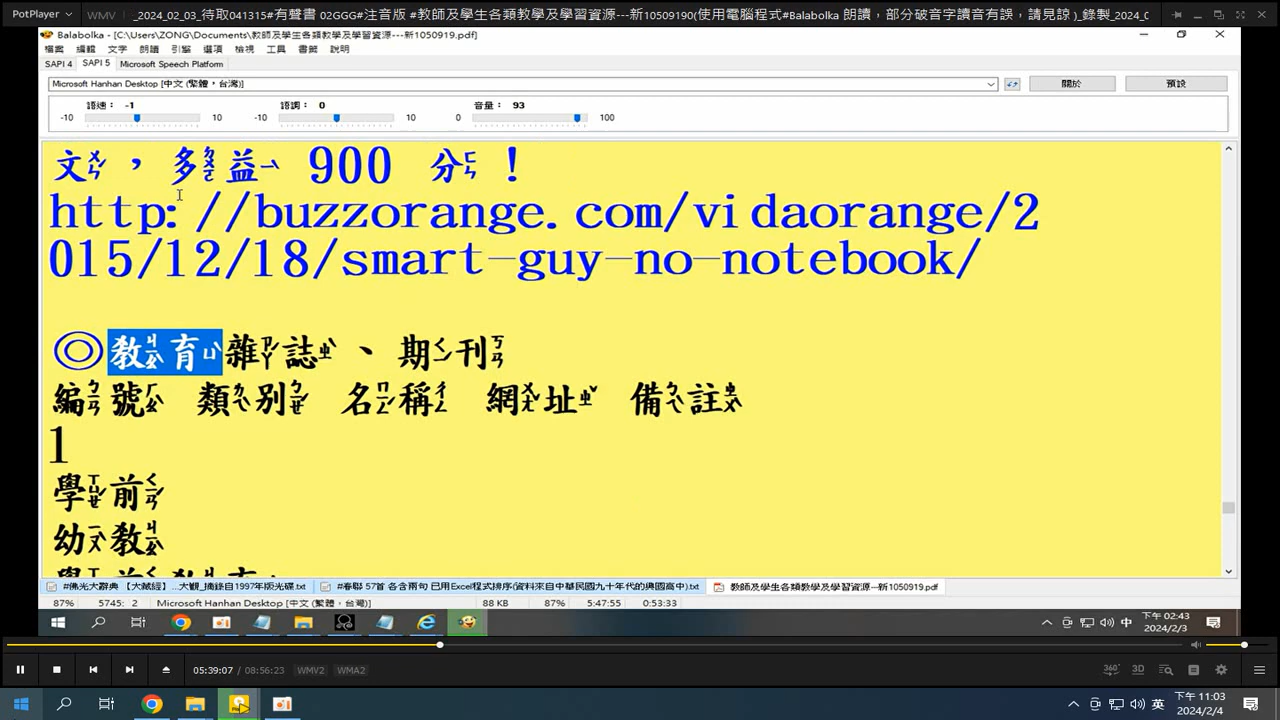 PotPlayer WMV _2024_02_03_待取041315#有聲書 02GGG#注音版 #教師及學生各類教學及學習資源---新10509190(使用電腦程式#Balabolka 朗讀，部分破音字讀音有誤，請見諒 )_錄製_2024_0
Balabolka - [C:\Users\ZONG\Documents\教師及學生各類教學及學習資源---新1050919.pdf]
檔案 編輯 文字 朗讀 引擎 選項 檢視 工具 書籤 說明
SAPI 4 SAPI 5 Microsoft Speech Platform
Microsoft Hanhan Desktop [中文 (繁體，台灣)] 關於 預設
語速： -1 語調： 0 音量： 93
-10 10 -10 10 0 100
文，多益 900 分！
http://buzzorange.com/vidaorange/2
015/12/18/smart-guy-no-notebook/
◎教育雜誌、期刊
編號 類別 名稱 網址 備註
1
學前
幼教
#佛光大辭典 【大藏經】...大觀_摘錄自1997年版光碟.txt #春聯 57首 各含兩句 已用Excel程式排序(資料來自中華民國九十年代的興國高中).txt 教師及學生各類教學及學習資源---新1050919.pdf
87% 5745: 2 Microsoft Hanhan Desktop [中文 (繁體，台灣)] 88 KB 87% 5:47:55 0:53:33
中 下午 02:43
2024/2/3
05:39:07 / 08:56:23 WMV2 WMA2 360° 3D
英 下午 11:03
2024/2/4